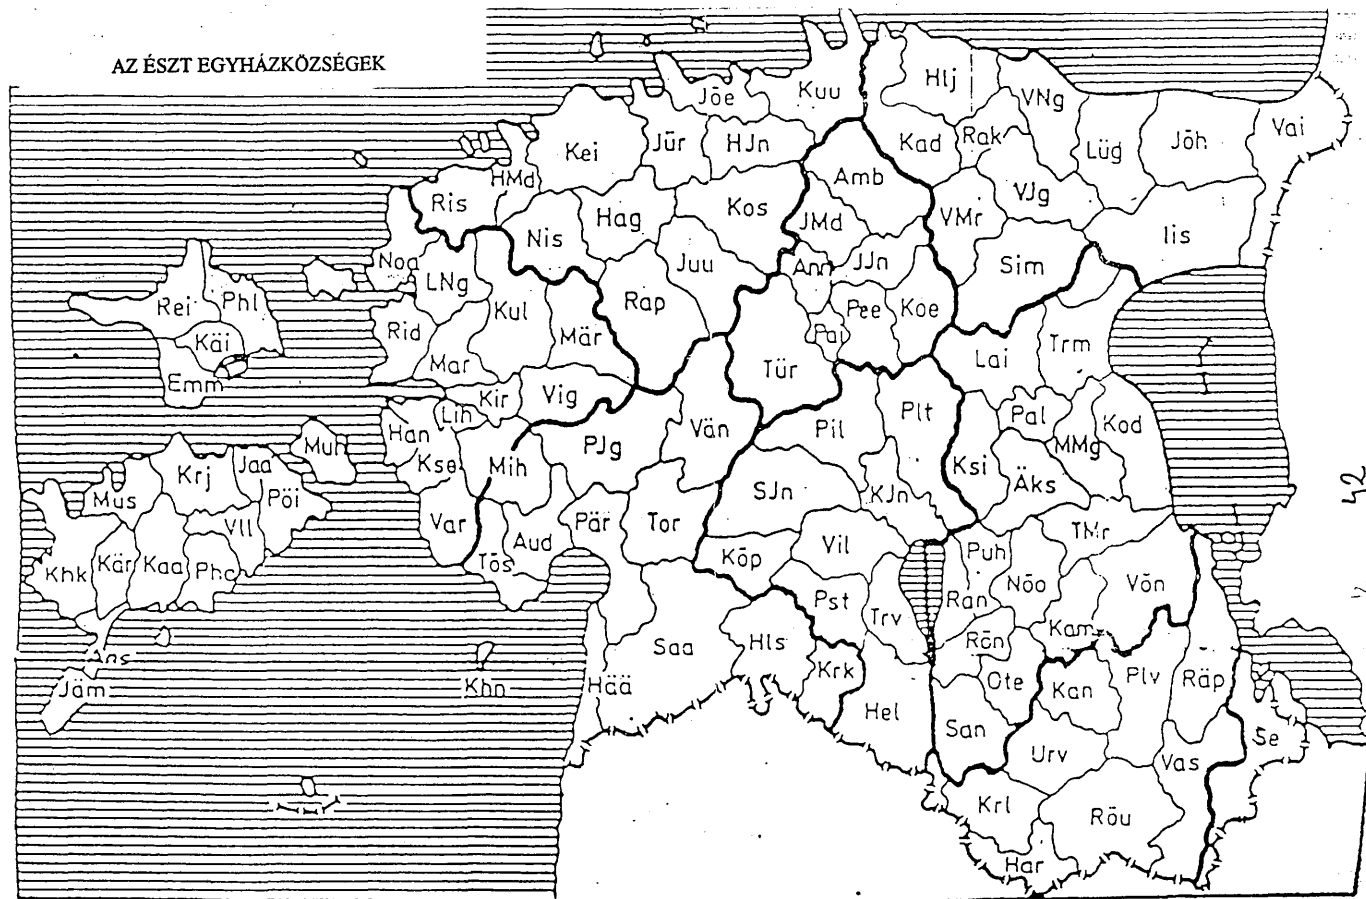 AZ ÉSZT EGYHÁZKÖZSÉGEK
Kuu
Hlj
VNg
Jõe
Kei
Jür
HJn
Kad
Rak
Lüg
Jõh
Vai
HMd
Ris
Hag
Kos
Amb
JMd
VMr
VJg
Iis
Nis
Noa
LNg
Juu
Ann
JJn
Sim
Rei
Phl
Kul
Rap
Pee
Koe
Käi
Rid
Mar
Mär
Pai
Lai
Trm
Emm
Tür
Kir
Vig
Lih
Han
Vän
Pil
Plt
Pal
Kod
Muh
Kse
Mih
PJg
MMg
Krj
Jaa
Ksi
Äks
Mus
Pöi
SJn
KJn
Var
Vll
Aud
Pär
Tor
TMr
Khk
Kär
Kaa
Pha
Tõs
Kõp
Vil
Puh
Nõo
Võn
Ran
Pst
Trv
Kam
Rõn
Ans
Saa
Hls
Krk
Jäm
Khn
Hää
Ote
Kan
Plv
Räp
Hel
San
Urv
Vas
Se
Krl
Rõu
Har
42